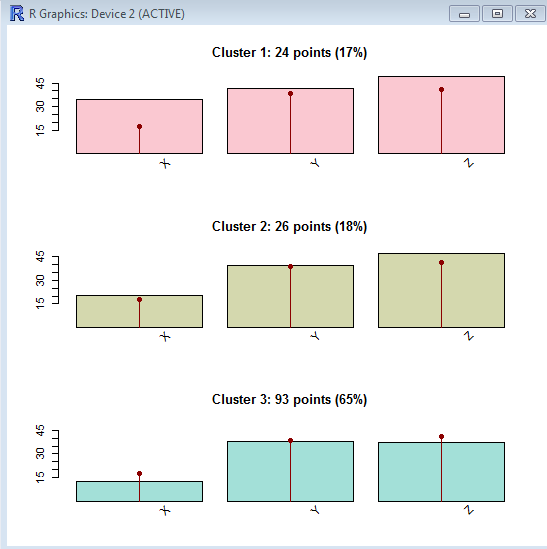 R Graphics: Device 2 (ACTIVE)
Cluster 1: 24 points (17%)
45
30
15
X Y Z
Cluster 2: 26 points (18%)
45
30
15
X Y Z
Cluster 3: 93 points (65%)
45
30
15
X Y Z